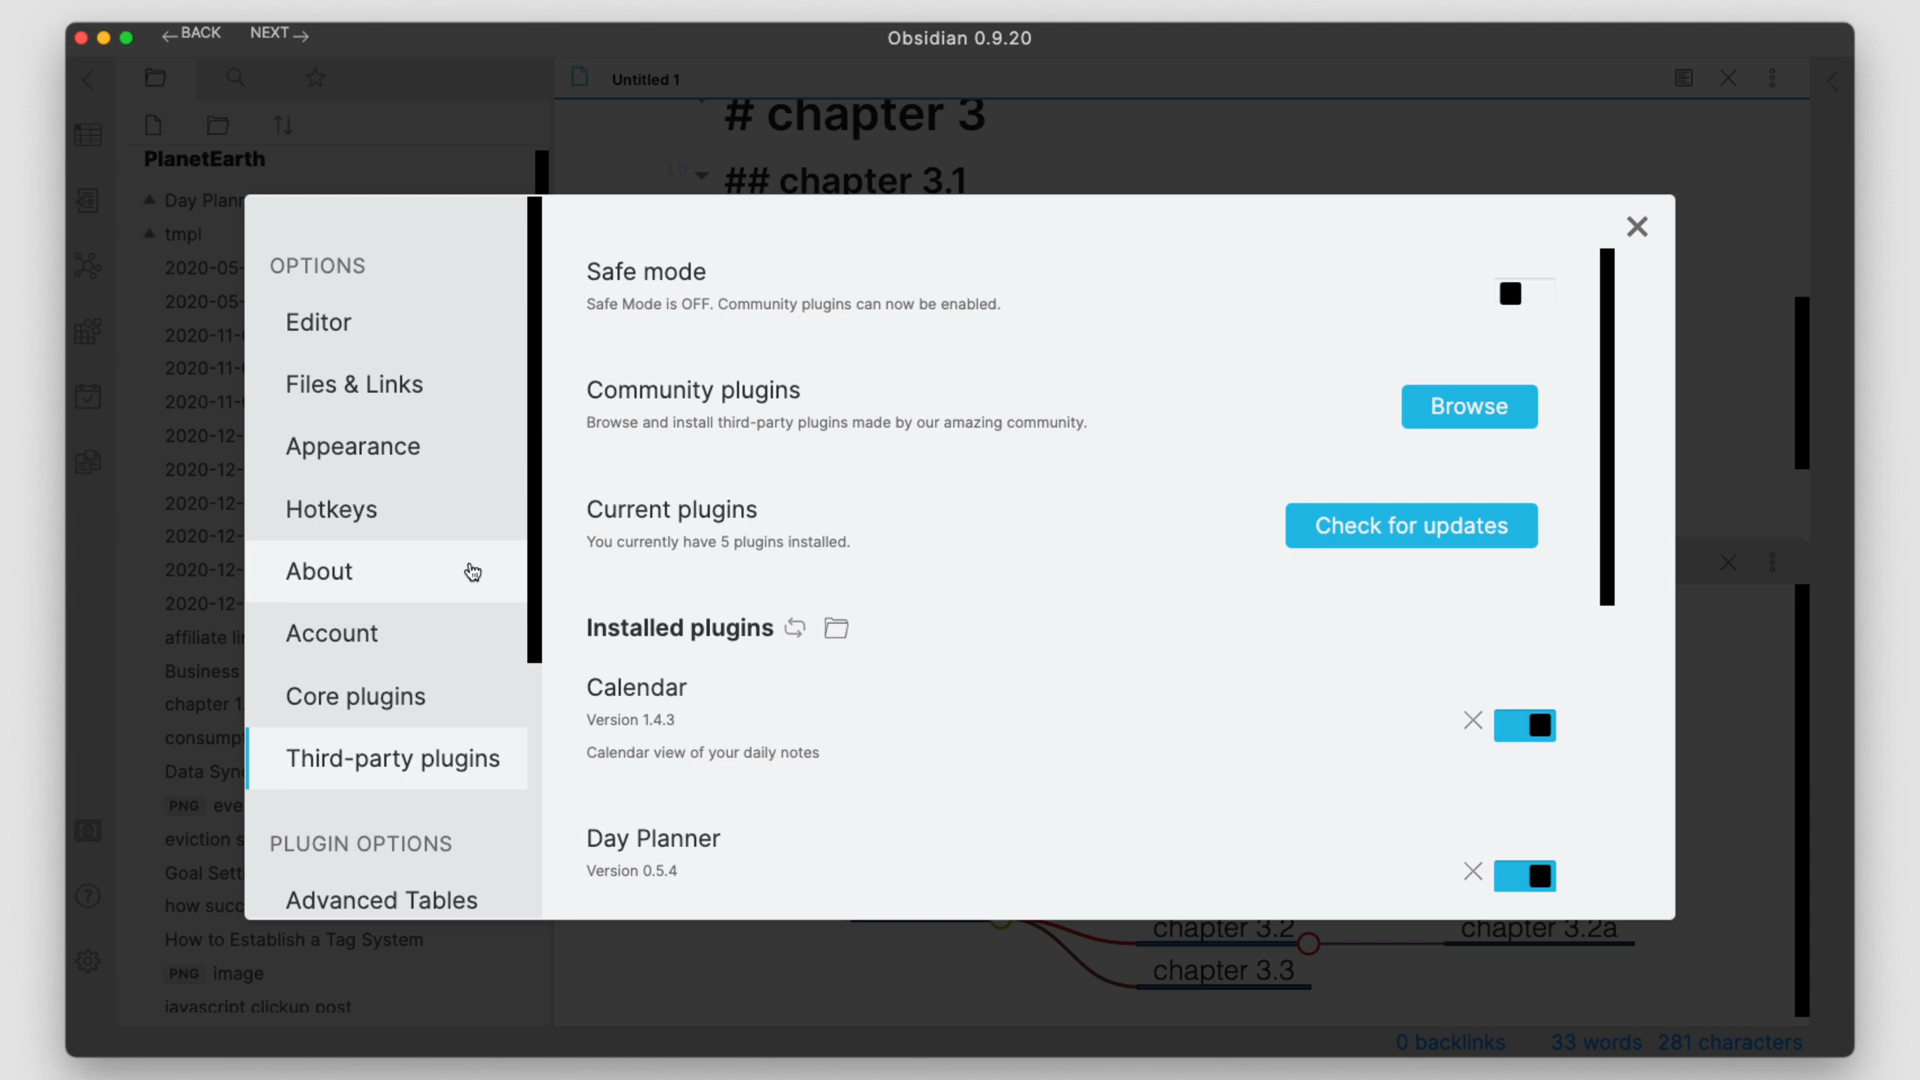 BACK
NEXT
Obsidian 0.9.20
Untitled 1
PlanetEarth
Day Plann
tmpl
2020-05-
2020-05-
2020-11-
2020-11-
2020-11-
2020-12-
2020-12-
2020-12-
2020-12-
2020-12-
2020-12-
affiliate li
Business
chapter 1.
consump
Data Syn
PNG eve
eviction s
Goal Sett
how succ
How to Establish a Tag System
PNG image
javascript clickup post
# chapter 3
10
## chapter 3.1
OPTIONS
Editor
Files & Links
Appearance
Hotkeys
About
Account
Core plugins
Third-party plugins
PLUGIN OPTIONS
Advanced Tables
Safe mode
Safe Mode is OFF. Community plugins can now be enabled.
Community plugins
Browse and install third-party plugins made by our amazing community.
Browse
Current plugins
You currently have 5 plugins installed.
Check for updates
Installed plugins
Calendar
Version 1.4.3
Calendar view of your daily notes
Day Planner
Version 0.5.4
chapter 3.2
chapter 3.2a
chapter 3.3
0 backlinks
33 words
281 characters